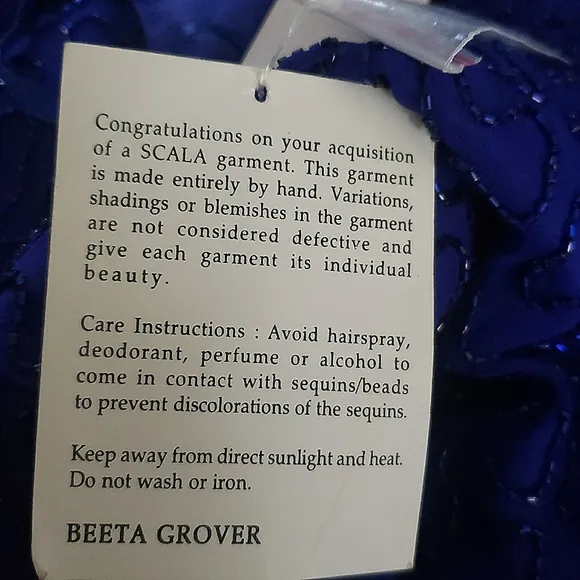 Congratulations on your acquisition
of a SCALA garment. This garment
is made entirely by hand. Variations,
shadings or blemishes in the garment
are not considered defective and
give each garment its individual
beauty.
Care Instructions : Avoid hairspray,
deodorant, perfume or alcohol to
come in contact with sequins/beads
to prevent discolorations of the sequins.
Keep away from direct sunlight and heat.
Do not wash or iron.
BEETA GROVER